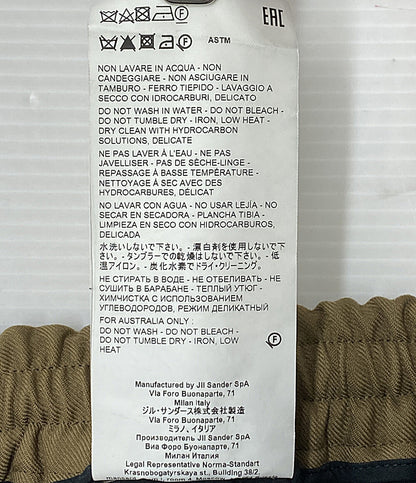 F
EAC
F
ASTM
NON LAVARE IN ACQUA - NON
CANDEGGIARE - NON ASCIUGARE IN
TAMBURO - FERRO TIEPIDO - LAVAGGIO A
SECCO CON IDROCARBURI, DELICATO
DO NOT WASH IN WATER - DO NOT BLEACH -
DO NOT TUMBLE DRY - IRON, LOW HEAT -
DRY CLEAN WITH HYDROCARBON
SOLUTIONS, DELICATE
NE PAS LAVER À L'EAU - NE PAS
JAVELLISER - PAS DE SÈCHE-LINGE -
REPASSAGE À BASSE TEMPÉRATURE -
NETTOYAGE À SEC AVEC DES
HYDROCARBURES, DÉLICAT
NO LAVAR CON AGUA - NO USAR LEJÍA - NO
SECAR EN SECADORA - PLANCHA TIBIA -
LIMPIEZA EN SECO CON HIDROCARBUROS,
DELICADA
水洗いしないで下さい。- 漂白剤を使用しないで下
さい。- タンブラーでの乾燥はしないで下さい。- 低
温アイロン。- 炭化水素でドライ・クリーニング。
НЕ СТИРАТЬ В ВОДЕ - НЕ ОТБЕЛИВАТЬ - НЕ
СУШИТЬ В БАРАБАНЕ - ТЕПЛЫЙ УТЮГ -
ХИМЧИСТКА С ИСПОЛЬЗОВАНИЕМ
УГЛЕВОДОРОДОВ, РЕЖИМ ДЕЛИКАТНЫЙ
FOR AUSTRALIA ONLY :
DO NOT WASH - DO NOT BLEACH -
DO NOT TUMBLE DRY - IRON, LOW
HEAT
F
Manufactured by Jil Sander SpA
Via Foro Buonaparte, 71
Milan Italy
ジル・サンダース株式会社製造
Via Foro Buonaparte, 71
ミラノ、イタリア
Производитель Jil Sander SpA
Виа Форо Буонапарте, 71
Милан Италия
Legal Representative Norma-Standart
Krasnobogatyrskaya st., Building 38/2,